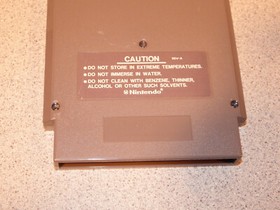 CAUTION
• DO NOT STORE IN EXTREME TEMPERATURES.
• DO NOT IMMERSE IN WATER.
• DO NOT CLEAN WITH BENZENE, THINNER,
ALCOHOL OR OTHER SUCH SOLVENTS.
Nintendo